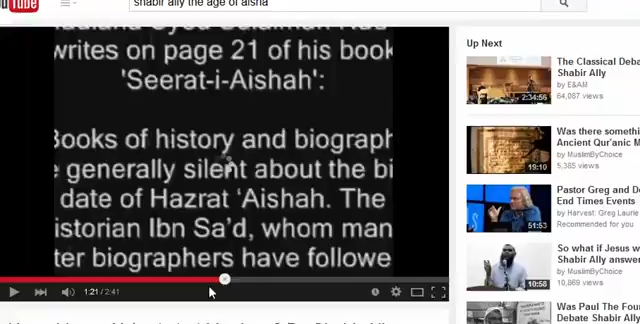 Tube
shabir ally the age of aisha
writes on page 21 of his book
'Seerat-i-Aishah':
Books of history and biograph
generally silent about the bi
date of Hazrat 'Aishah. The
istorian Ibn Sa'd, whom man
ter biographers have followe
1:21 / 2:41
Up Next
The Classical Deba
Shabir Ally
by E&AM
64,087 views
2:34:56
Was there somethi
Ancient Qur'anic M
by MuslimByChoice
5,385 views
19:10
Pastor Greg and D
End Times Events
by Harvest: Greg Laurie
Recommended for you
51:53
So what if Jesus w
Shabir Ally answer
by MuslimByChoice
10,869 views
10:58
Was Paul The Four
Debate Shabir Ally